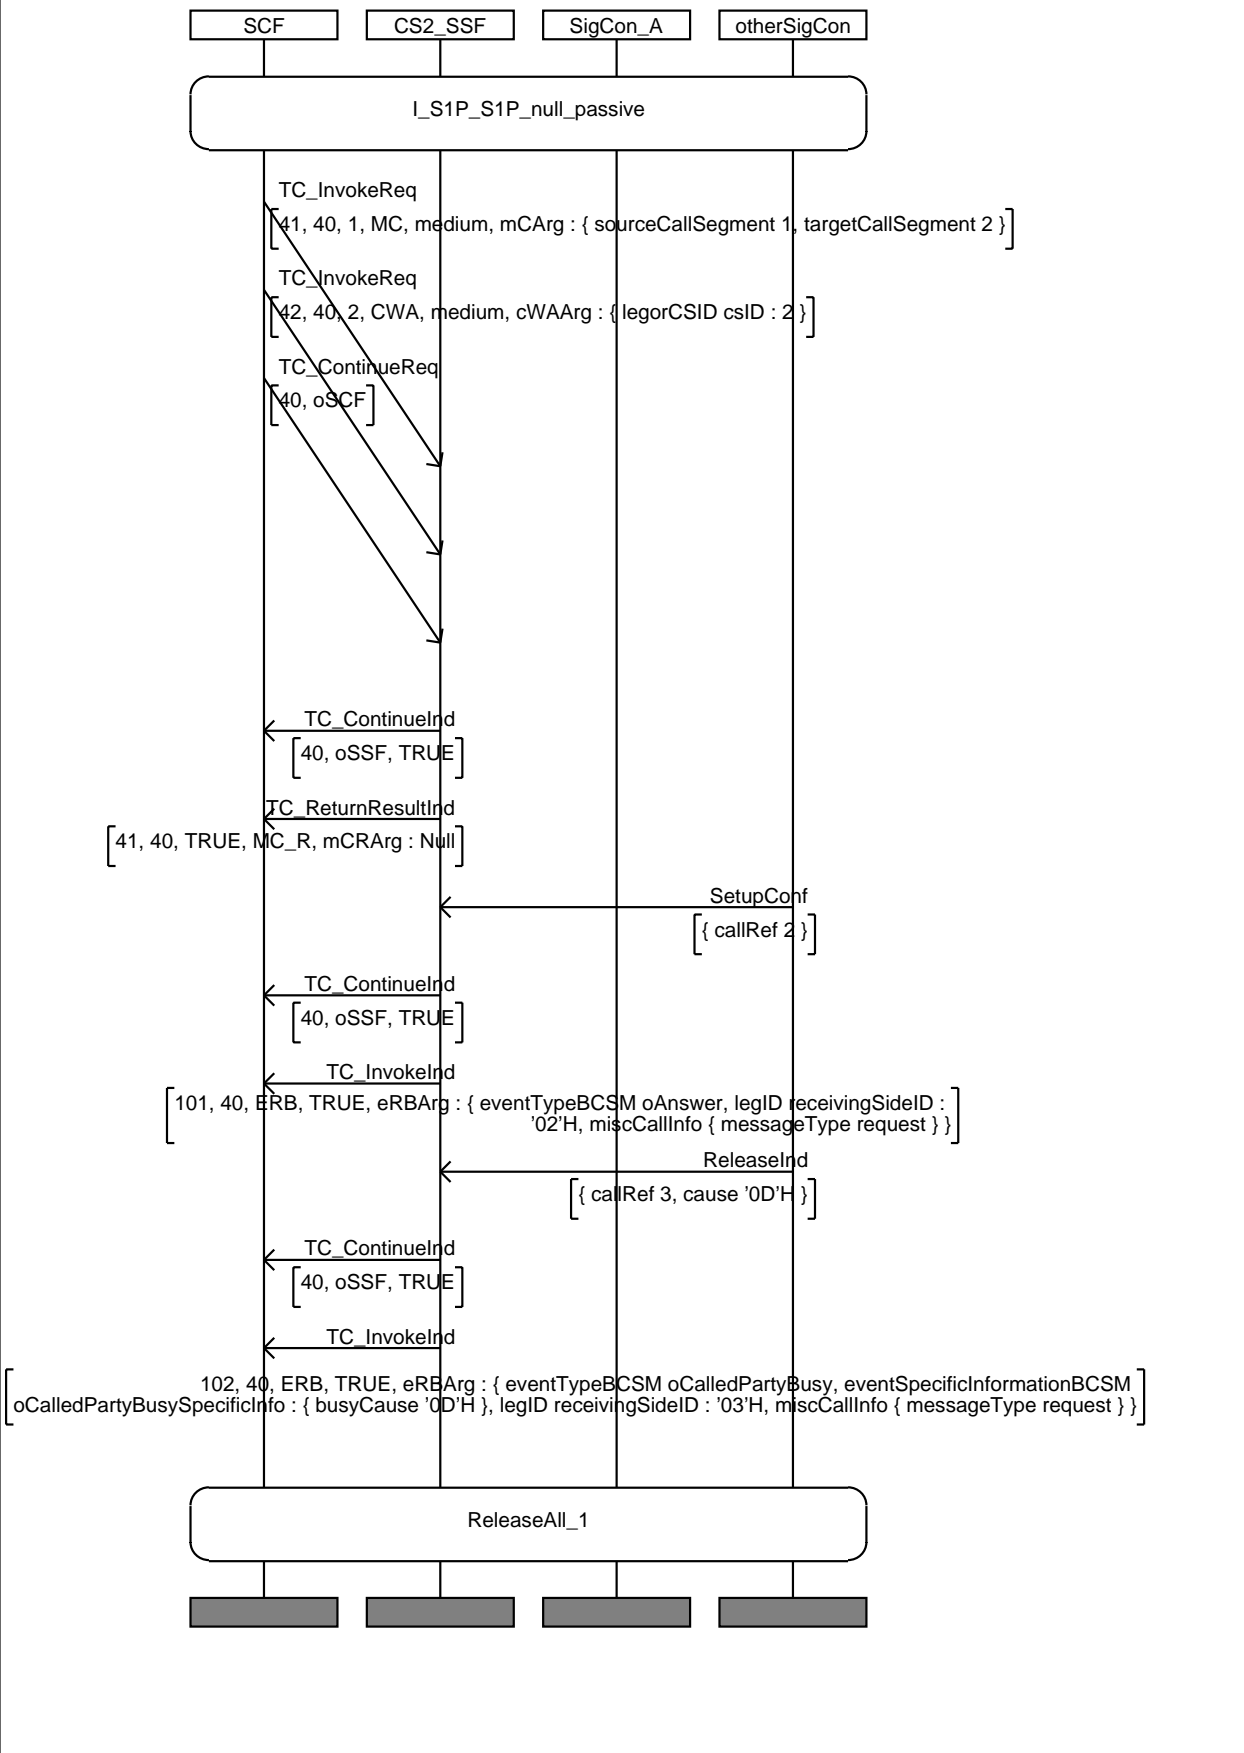 SCF CS2_SSF SigCon_A otherSigCon
I_S1P_S1P_null_passive
TC_InvokeReq
41, 40, 1, MC, medium, mCArg : { sourceCallSegment 1, targetCallSegment 2 }
TC_InvokeReq
42, 40, 2, CWA, medium, cWAArg : { legorCSID csID : 2 }
TC_ContinueReq
40, oSCF
TC_ContinueInd
40, oSSF, TRUE
TC_ReturnResultInd
41, 40, TRUE, MC_R, mCRArg : Null
SetupConf
{ callRef 2 }
TC_ContinueInd
40, oSSF, TRUE
TC_InvokeInd
101, 40, ERB, TRUE, eRBArg : { eventTypeBCSM oAnswer, legID receivingSideID :
'02'H, miscCallInfo { messageType request } }
ReleaseInd
{ callRef 3, cause '0D'H }
TC_ContinueInd
40, oSSF, TRUE
TC_InvokeInd
102, 40, ERB, TRUE, eRBArg : { eventTypeBCSM oCalledPartyBusy, eventSpecificInformationBCSM
oCalledPartyBusySpecificInfo : { busyCause '0D'H }, legID receivingSideID : '03'H, miscCallInfo { messageType request } }
ReleaseAll_1